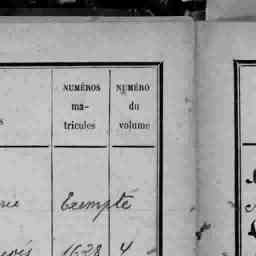 NUMÉROS NUMÉRO
ma- du
tricules volume
Exempté
1628 4